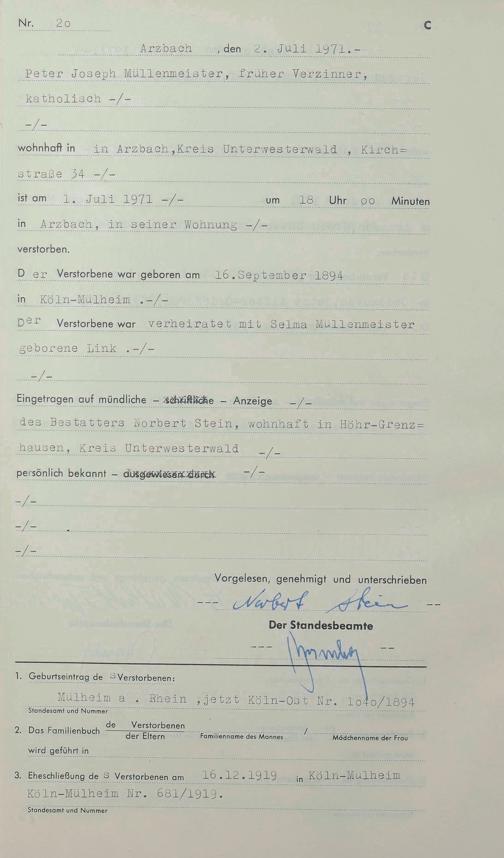 Nr. 20 C
Arzbach , den 2. Juli 1971.-
Peter Joseph Müllenmeister, früher Verzinner,
katholisch -/-
-/-
wohnhaft in in Arzbach,Kreis Unterwesterwald , Kirch=
straße 34 -/-
ist am 1. Juli 1971 -/- um 18 Uhr 00 Minuten
in Arzbach, in seiner Wohnung -/-
verstorben.
D er Verstorbene war geboren am 16.September 1894
in Köln-Mülheim .-/-
Der Verstorbene war verheiratet mit Selma Müllenmeister
geborene Link .-/-
-/-
Eingetragen auf mündliche – schriftliche – Anzeige -/-
des Bestatters Norbert Stein, wohnhaft in Höhr-Grenz=
hausen, Kreis Unterwesterwald -/-
persönlich bekannt – ausgewiesen durch -/-
-/-
-/- .
-/-
Vorgelesen, genehmigt und unterschrieben
--- Norbert Stein --
Der Standesbeamte
--- --
1. Geburtseintrag de s Verstorbenen:
Mülheim a . Rhein ,jetzt Köln-Ost Nr. 1040/1894
Standesamt und Nummer
2. Das Familienbuch de Verstorbenen /
der Eltern Familienname des Mannes Mädchenname der Frau
wird geführt in
3. Eheschließung de s Verstorbenen am 16.12.1919 in Köln-Mülheim
Köln-Mülheim Nr. 681/1919.
Standesamt und Nummer